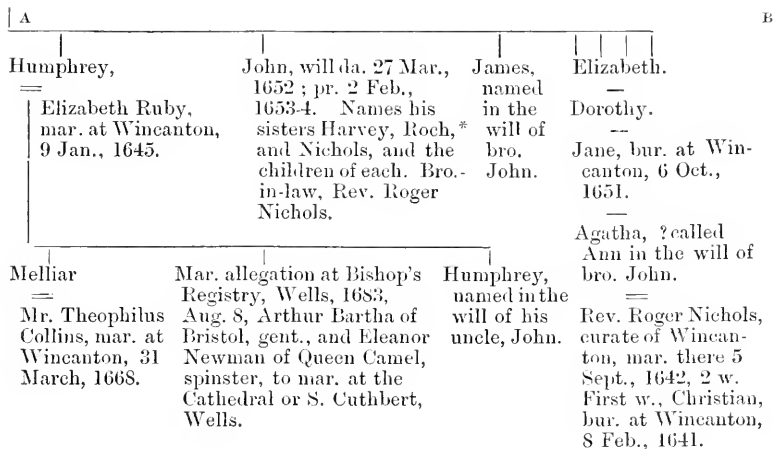 A B
Humphrey,
=
Elizabeth Ruby,
mar. at Wincanton,
9 Jan., 1645.
John, will da. 27 Mar.,
1652 ; pr. 2 Feb.,
1653-4. Names his
sisters Harvey, Roch,*
and Nichols, and the
children of each. Bro.-
in-law, Rev. Roger
Nichols.
James,
named
in the
will of
bro.
John.
Elizabeth.
—
Dorothy.
—
Jane, bur. at Win-
canton, 6 Oct.,
1651.
—
Agatha, ? called
Ann in the will of
bro. John.
=
Rev. Roger Nichols,
curate of Wincan-
ton, mar. there 5
Sept., 1642, 2 w.
First w., Christian,
bur. at Wincanton,
8 Feb., 1641.
Melliar
=
Mr. Theophilus
Collins, mar. at
Wincanton, 31
March, 1668.
Mar. allegation at Bishop's
Registry, Wells, 1683,
Aug. 8, Arthur Bartha of
Bristol, gent., and Eleanor
Newman of Queen Camel,
spinster, to mar. at the
Cathedral or S. Cuthbert,
Wells.
Humphrey,
named in the
will of his
uncle, John.